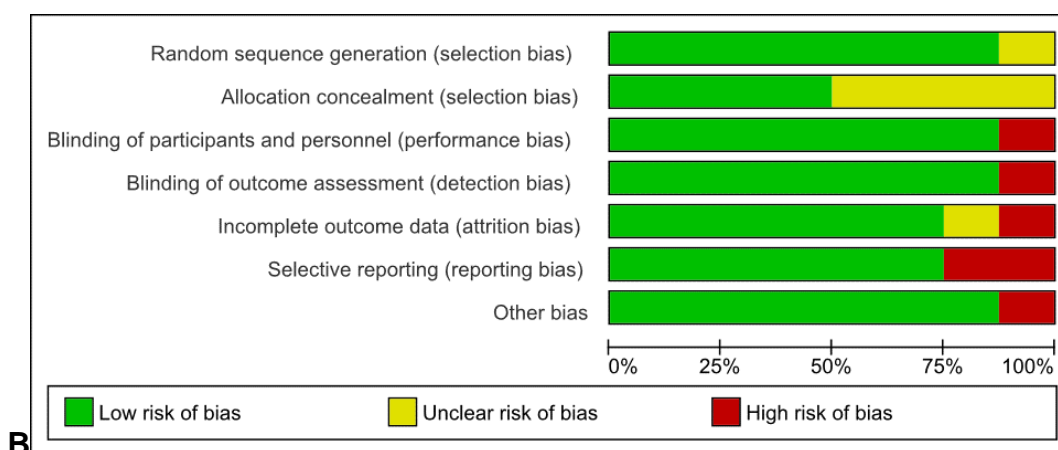 Random sequence generation (selection bias)
Allocation concealment (selection bias)
Blinding of participants and personnel (performance bias)
Blinding of outcome assessment (detection bias)
Incomplete outcome data (attrition bias)
Selective reporting (reporting bias)
Other bias
0% 25% 50% 75% 100%
Low risk of bias Unclear risk of bias High risk of bias
B